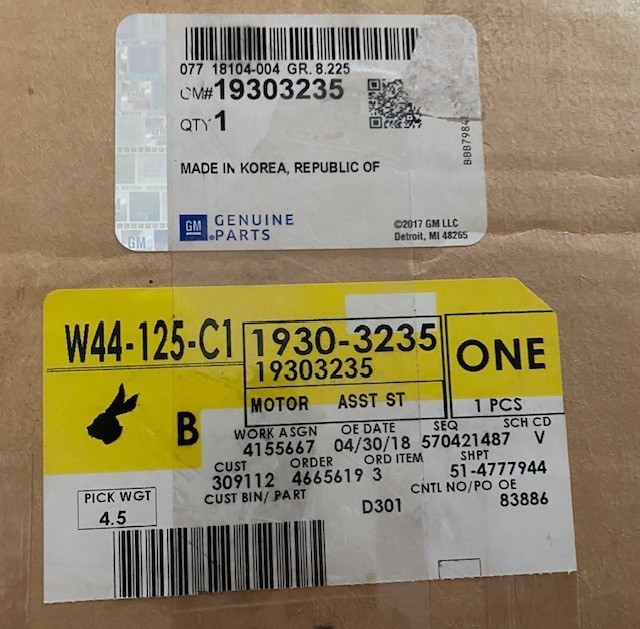 077 18104-004 GR. 8.225
GM# 19303235
QTY 1
BBB7984
MADE IN KOREA, REPUBLIC OF
GM GENUINE PARTS
©2017 GM LLC
Detroit, MI 48265
GM
W44-125-C1
1930-3235
19303235
ONE
MOTOR ASST ST
1 PCS
B
WORK ASGN OE DATE SEQ SCH CD
4155667 04/30/18 570421487 V
CUST ORDER ORD ITEM SHPT
309112 4665619 3 51-4777944
CUST BIN/ PART CNTL NO/PO OE
D301 83886
PICK WGT
4.5